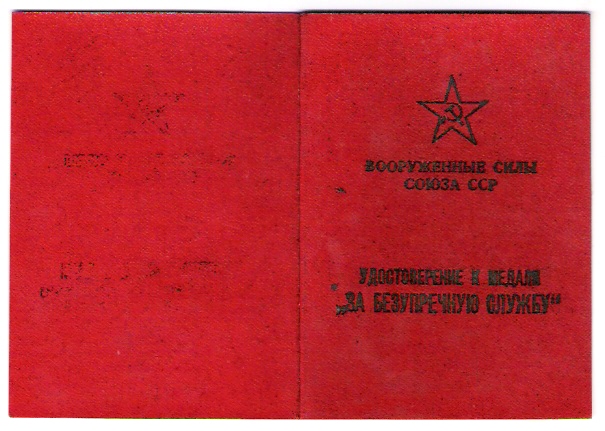 ВООРУЖЕННЫЕ СИЛЫ
СОЮЗА ССР
УДОСТОВЕРЕНИЕ К МЕДАЛИ
„ЗА БЕЗУПРЕЧНУЮ СЛУЖБУ“